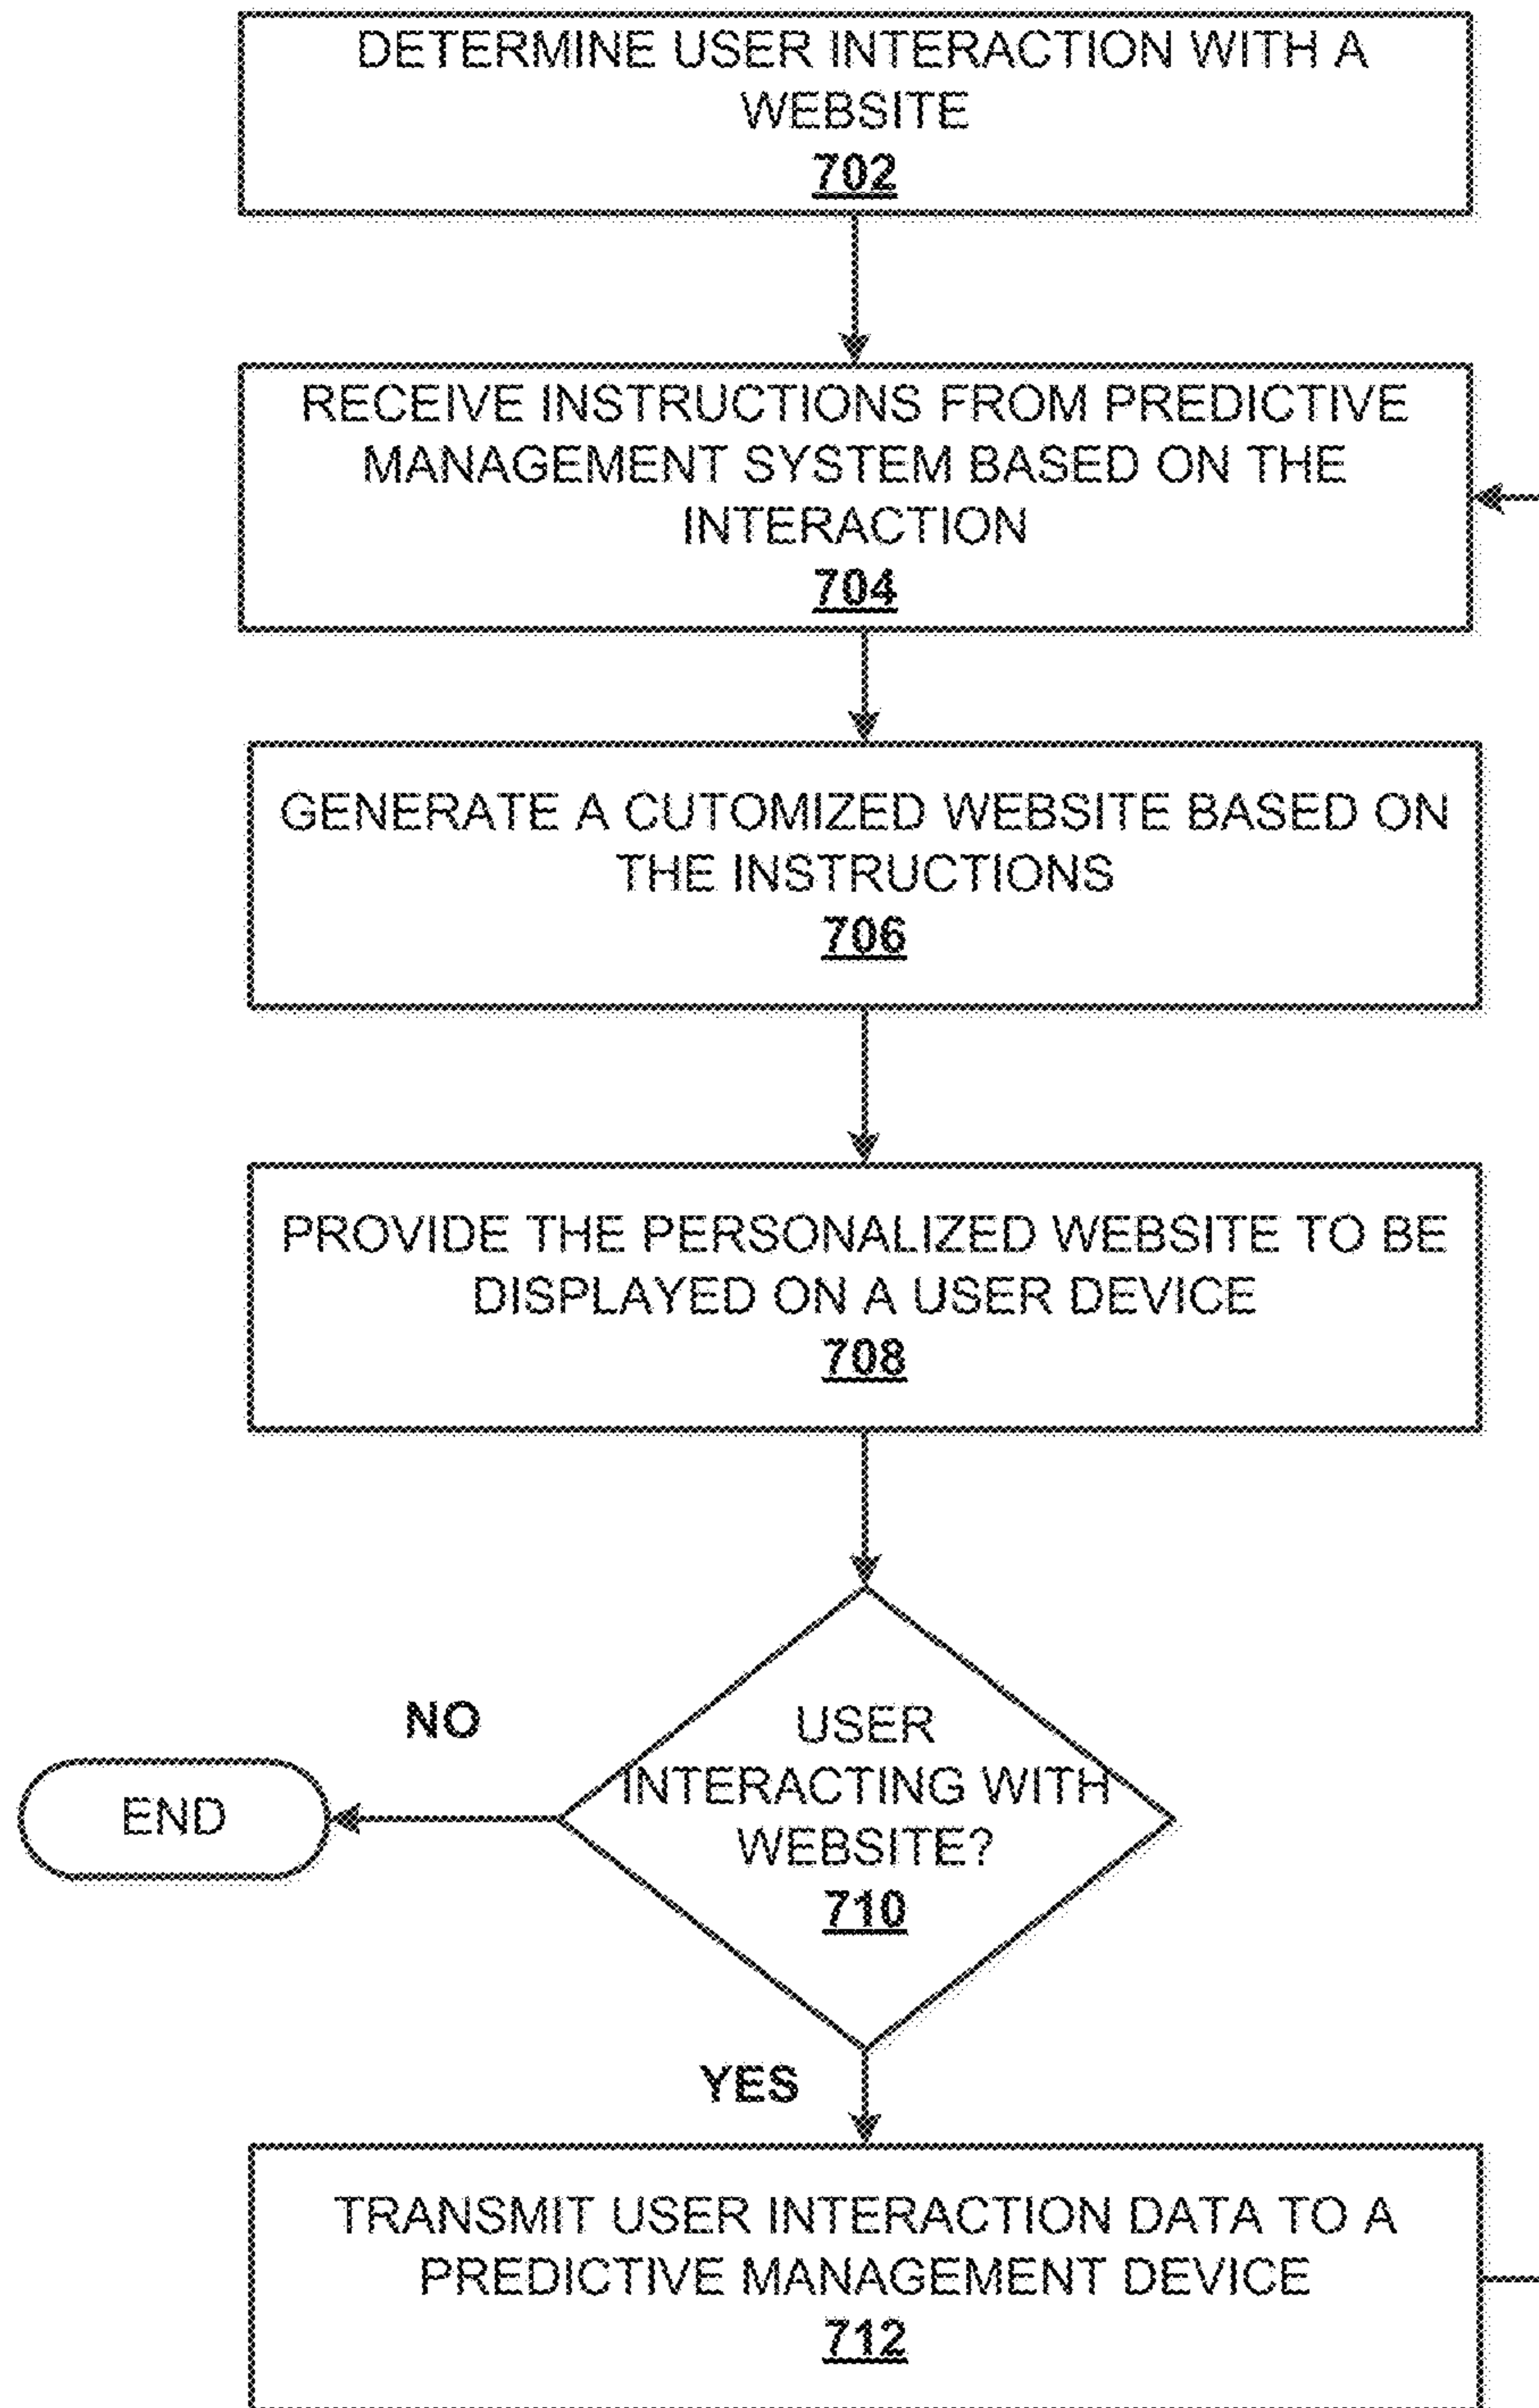 DETERMINE USER INTERACTION WITH A
WEBSITE
702
RECEIVE INSTRUCTIONS FROM PREDICTIVE
MANAGEMENT SYSTEM BASED ON THE
INTERACTION
704
GENERATE A CUTOMIZED WEBSITE BASED ON
THE INSTRUCTIONS
706
PROVIDE THE PERSONALIZED WEBSITE TO BE
DISPLAYED ON A USER DEVICE
708
NO
END
USER
INTERACTING WITH
WEBSITE?
710
YES
TRANSMIT USER INTERACTION DATA TO A
PREDICTIVE MANAGEMENT DEVICE
712